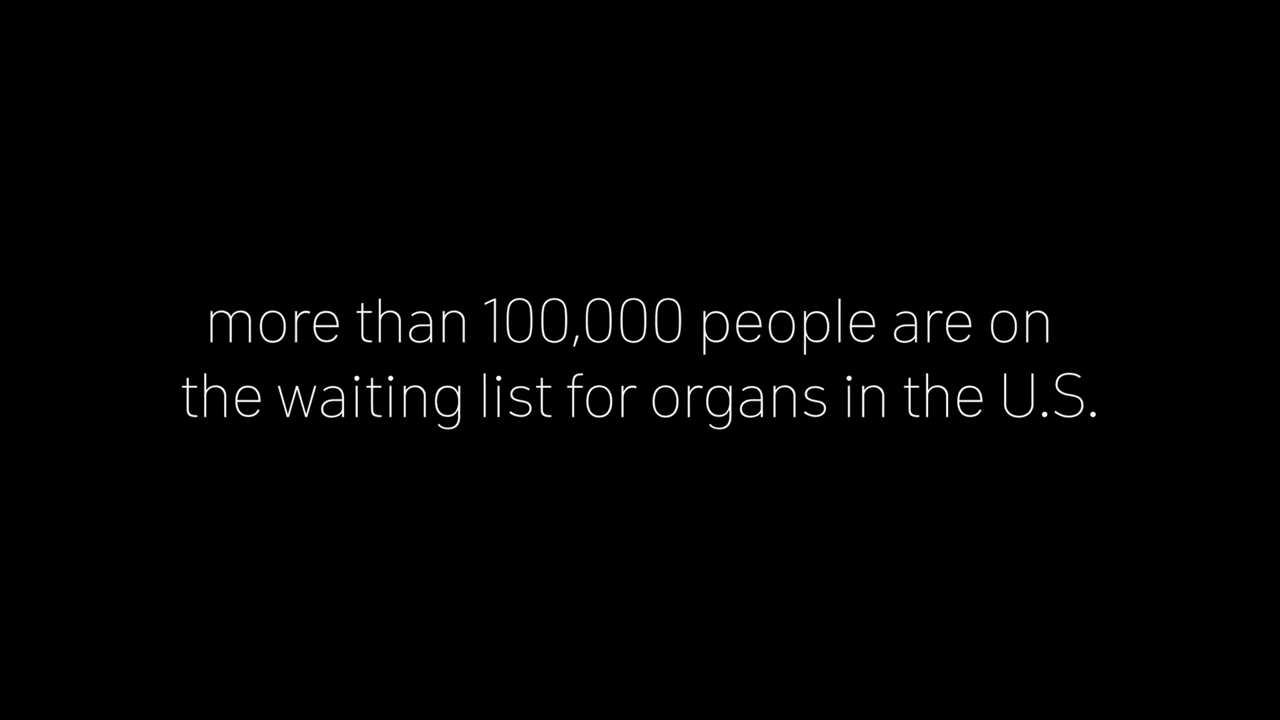 more than 100,000 people are on
the waiting list for organs in the U.S.